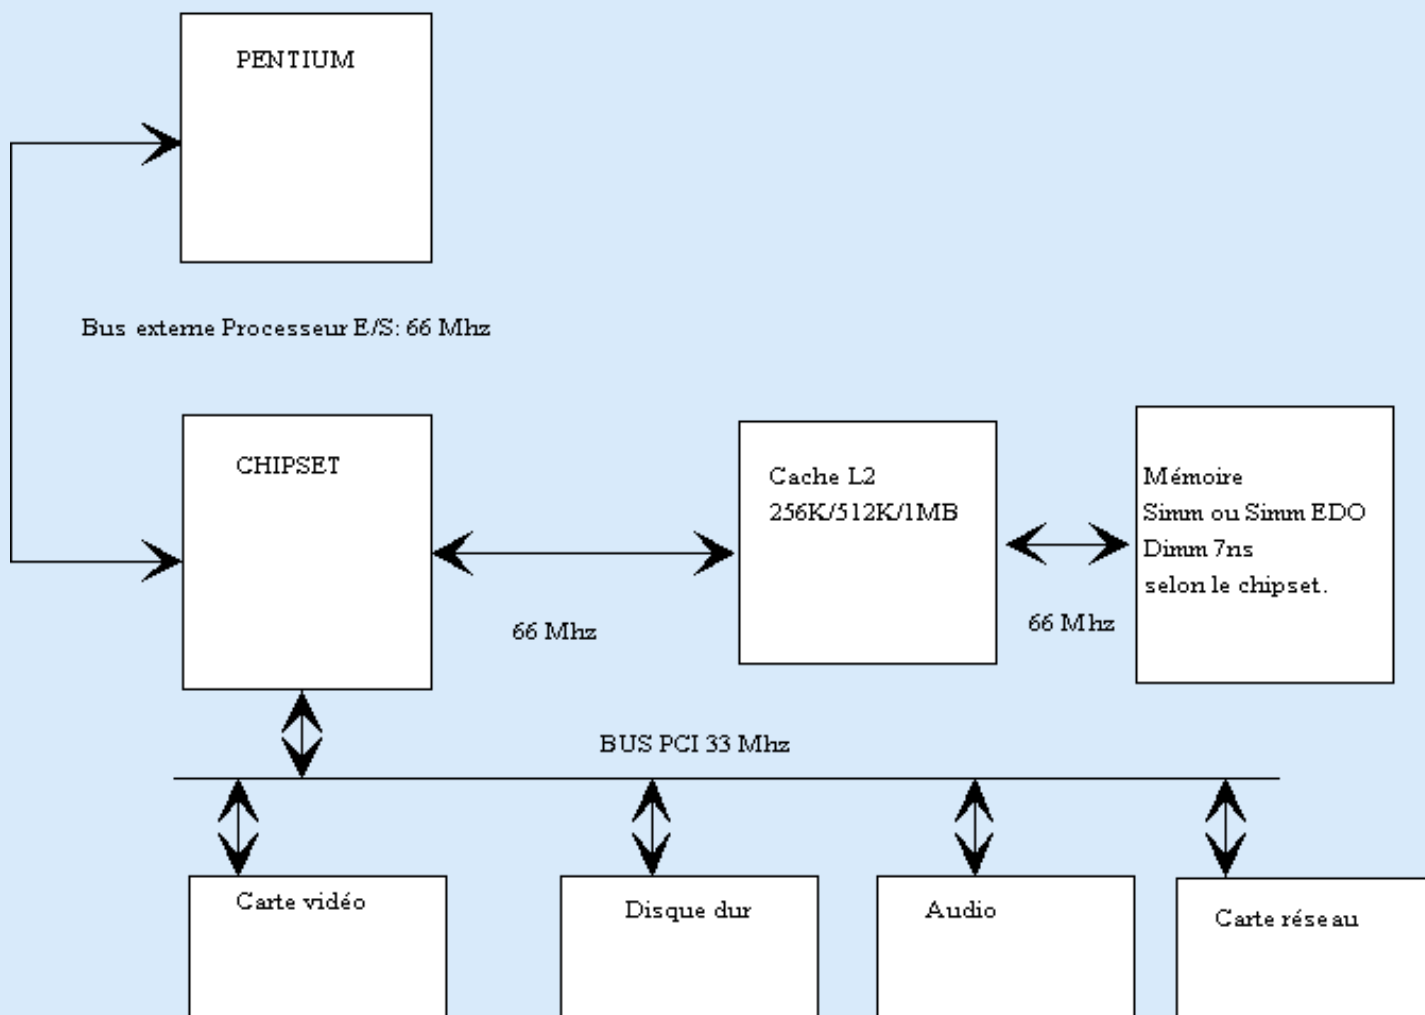 PENTIUM
Bus externe Processeur E/S: 66 Mhz
CHIPSET
Cache L2
256K/512K/1MB
Mémoire
Simm ou Simm EDO
Dimm 7ns
selon le chipset.
66 Mhz
66 Mhz
BUS PCI 33 Mhz
Carte vidéo
Disque dur
Audio
Carte réseau